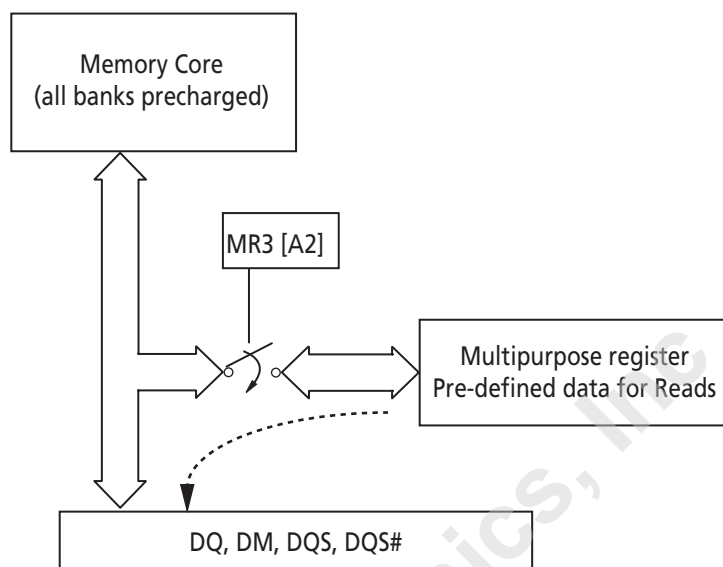 Memory Core
(all banks precharged)
MR3 [A2]
Multipurpose register
Pre-defined data for Reads
DQ, DM, DQS, DQS#